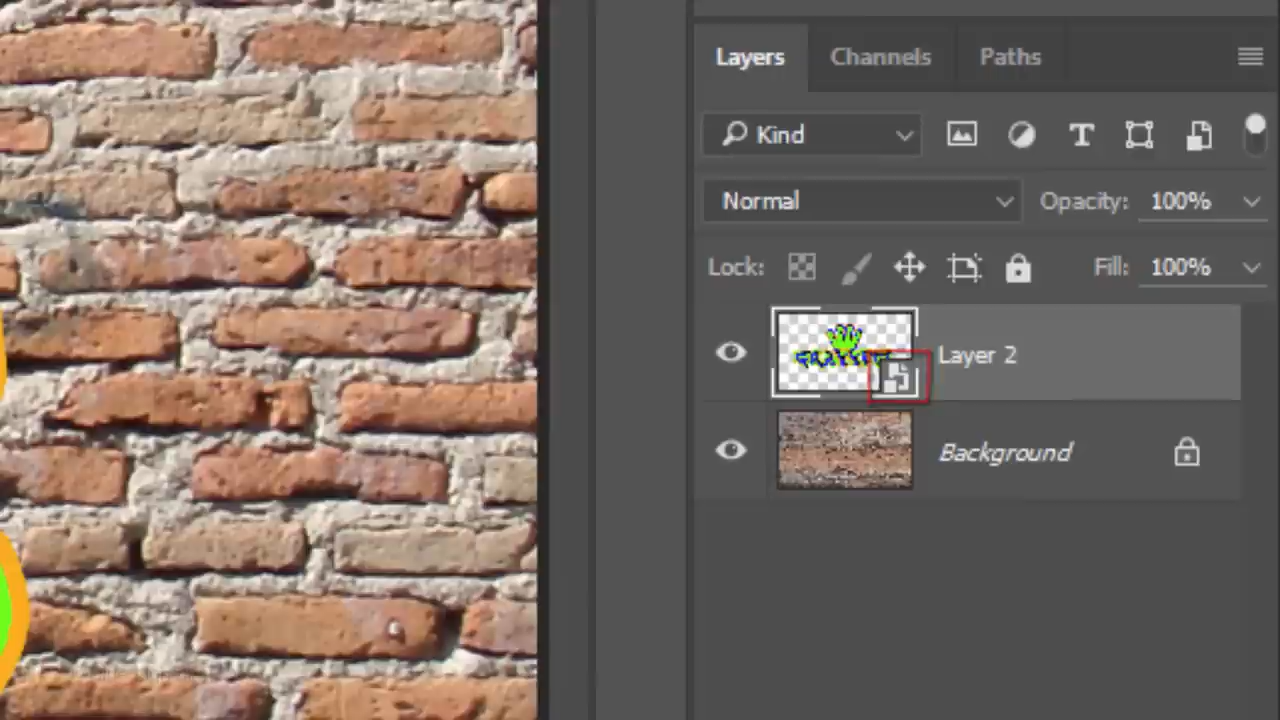 Layers Channels Paths
Kind
Normal Opacity: 100%
Lock: Fill: 100%
Layer 2
Background